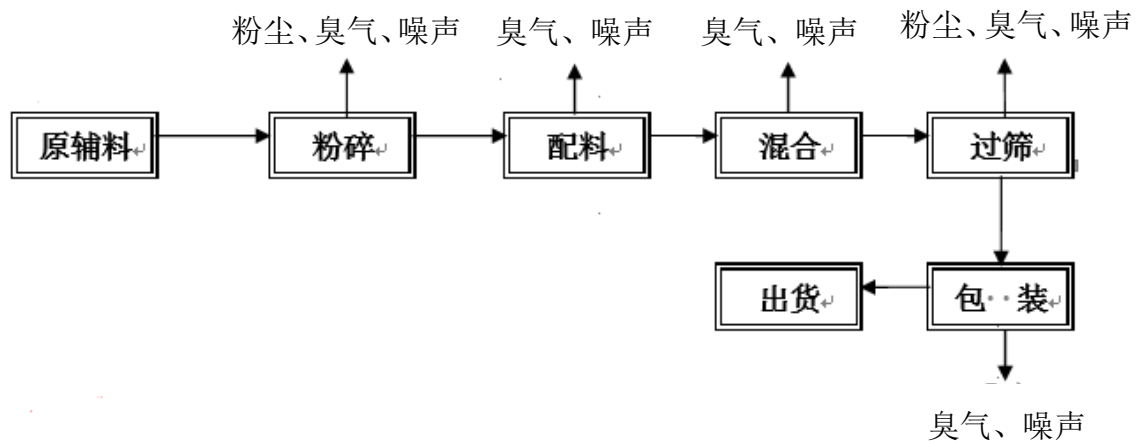 粉尘、臭气、噪声
臭气、噪声
臭气、噪声
粉尘、臭气、噪声
原辅料
粉碎
配料
混合
过筛
出货
包··装
臭气、噪声